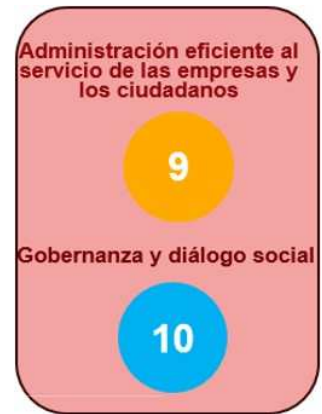 Administración eficiente al
servicio de las empresas y
los ciudadanos
9
Gobernanza y diálogo social
10